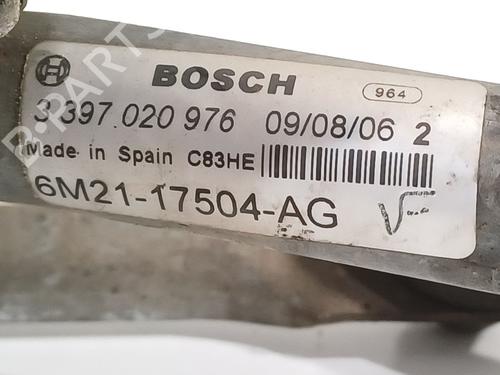 BOSCH 964
3 397 020 976 09/08/06 2
Made in Spain C83HE
6M21-17504-AG